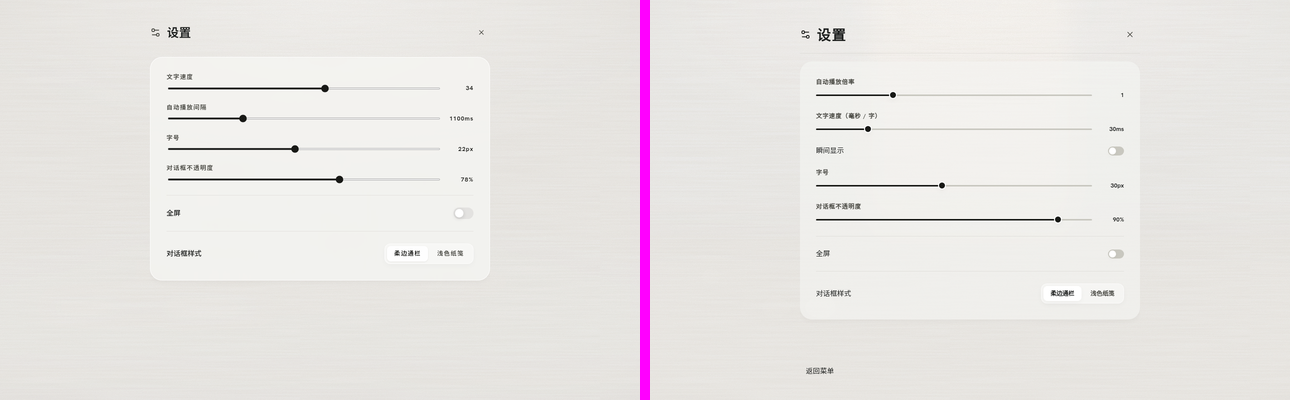 设置
×
文字速度
34
自动播放间隔
1100ms
字号
22px
对话框不透明度
78%
全屏
对话框样式 柔边通栏 浅色纸笺
设置
×
自动播放倍率
1
文字速度（毫秒 / 字）
30ms
瞬间显示
字号
30px
对话框不透明度
90%
全屏
对话框样式 柔边通栏 浅色纸笺
返回菜单